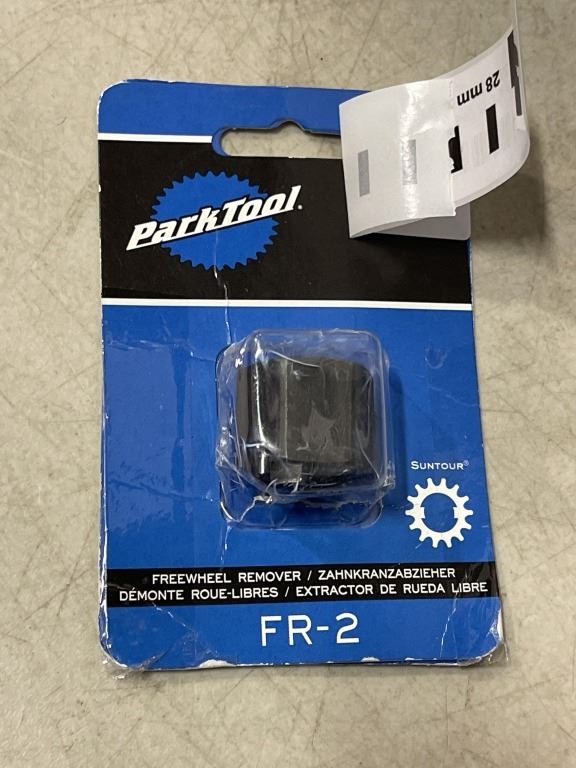 28 mm
ParkTool®
SUNTOUR®
FREEWHEEL REMOVER / ZAHNKRANZABZIEHER
DÉMONTE ROUE-LIBRES / EXTRACTOR DE RUEDA LIBRE
FR-2